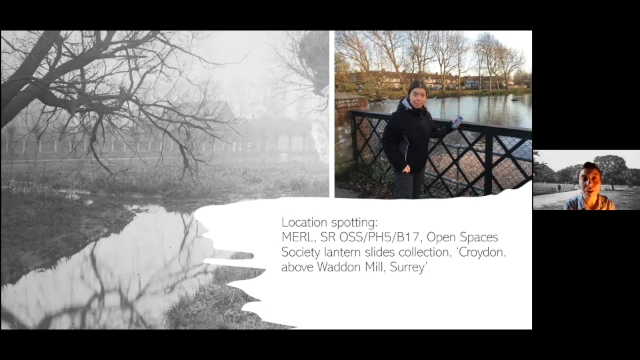 Location spotting:
MERL, SR OSS/PH5/B17, Open Spaces
Society lantern slides collection, 'Croydon,
above Waddon Mill, Surrey'